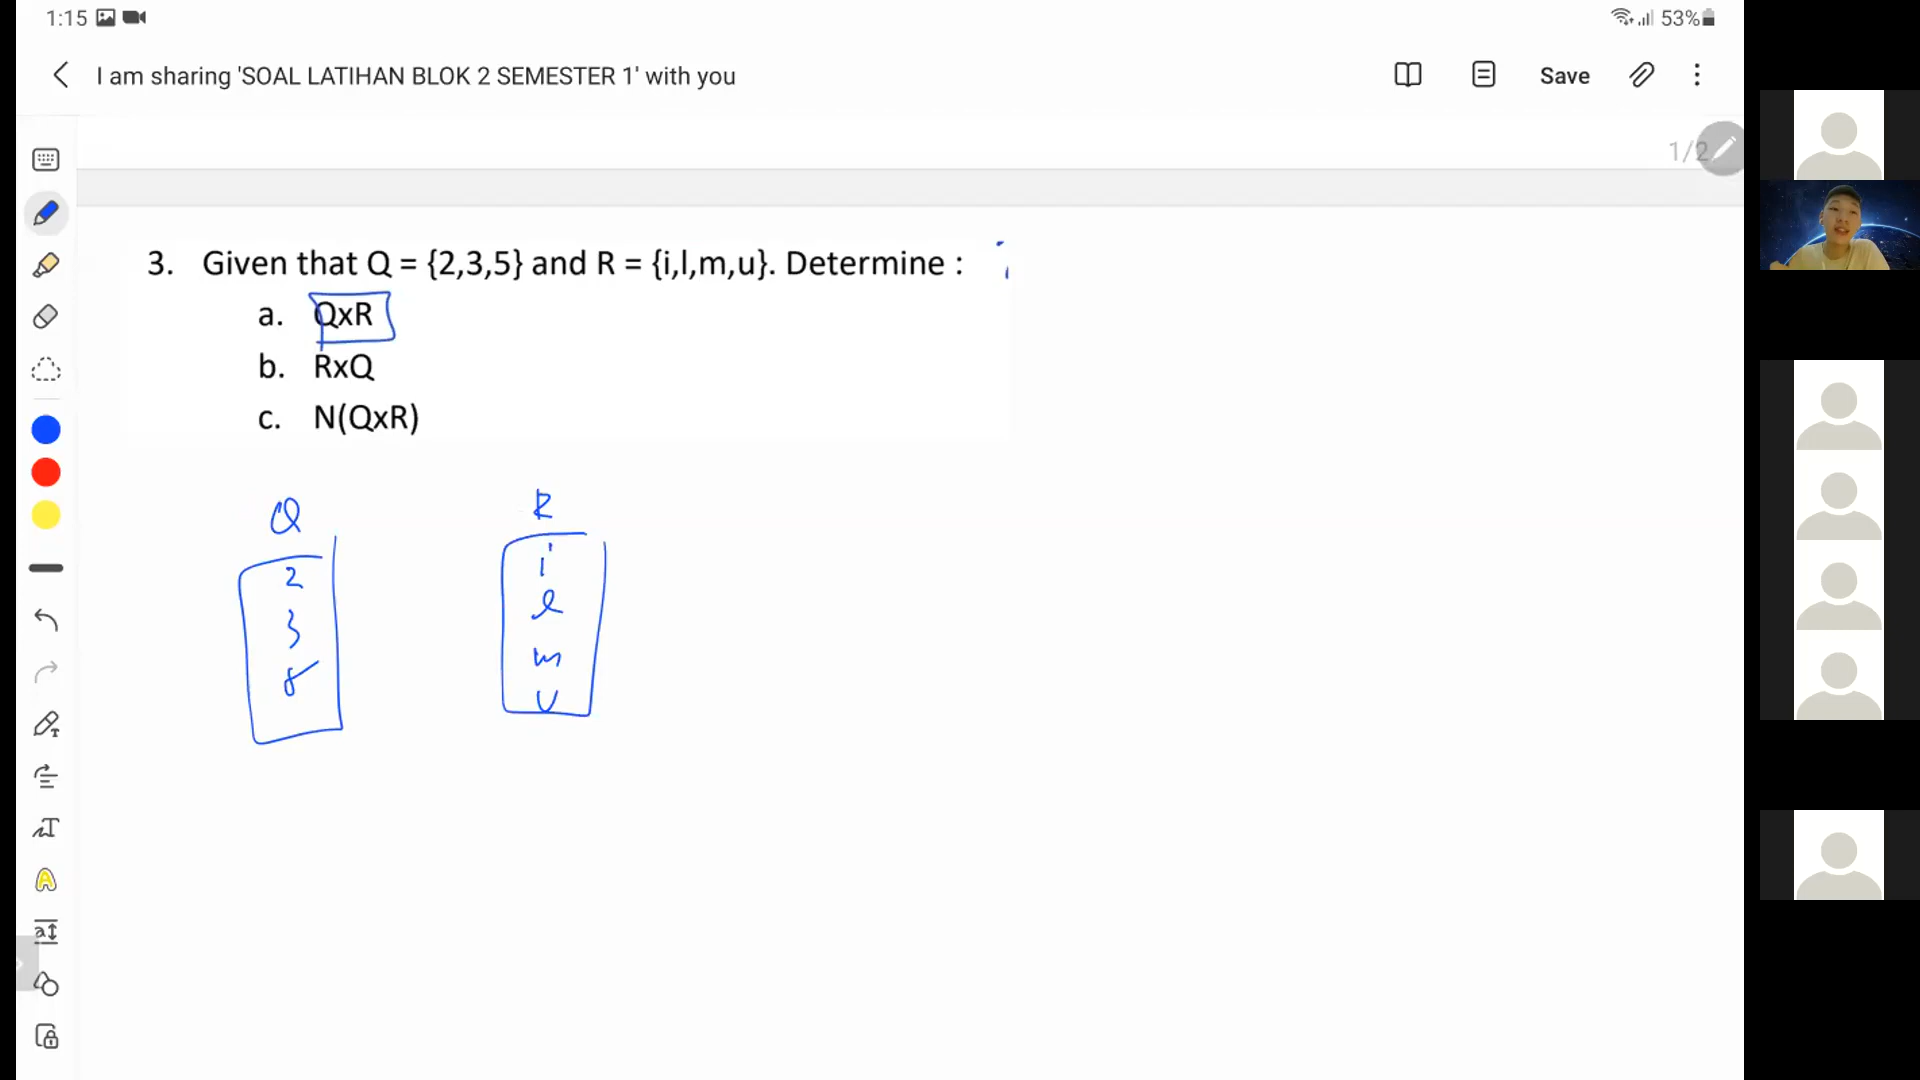 1:15 53%
I am sharing 'SOAL LATIHAN BLOK 2 SEMESTER 1' with you Save
1/2
3. Given that Q = {2,3,5} and R = {i,l,m,u}. Determine :
a. QxR
b. RxQ
c. N(QxR)
Q R
2 i
3 l
5 m
u